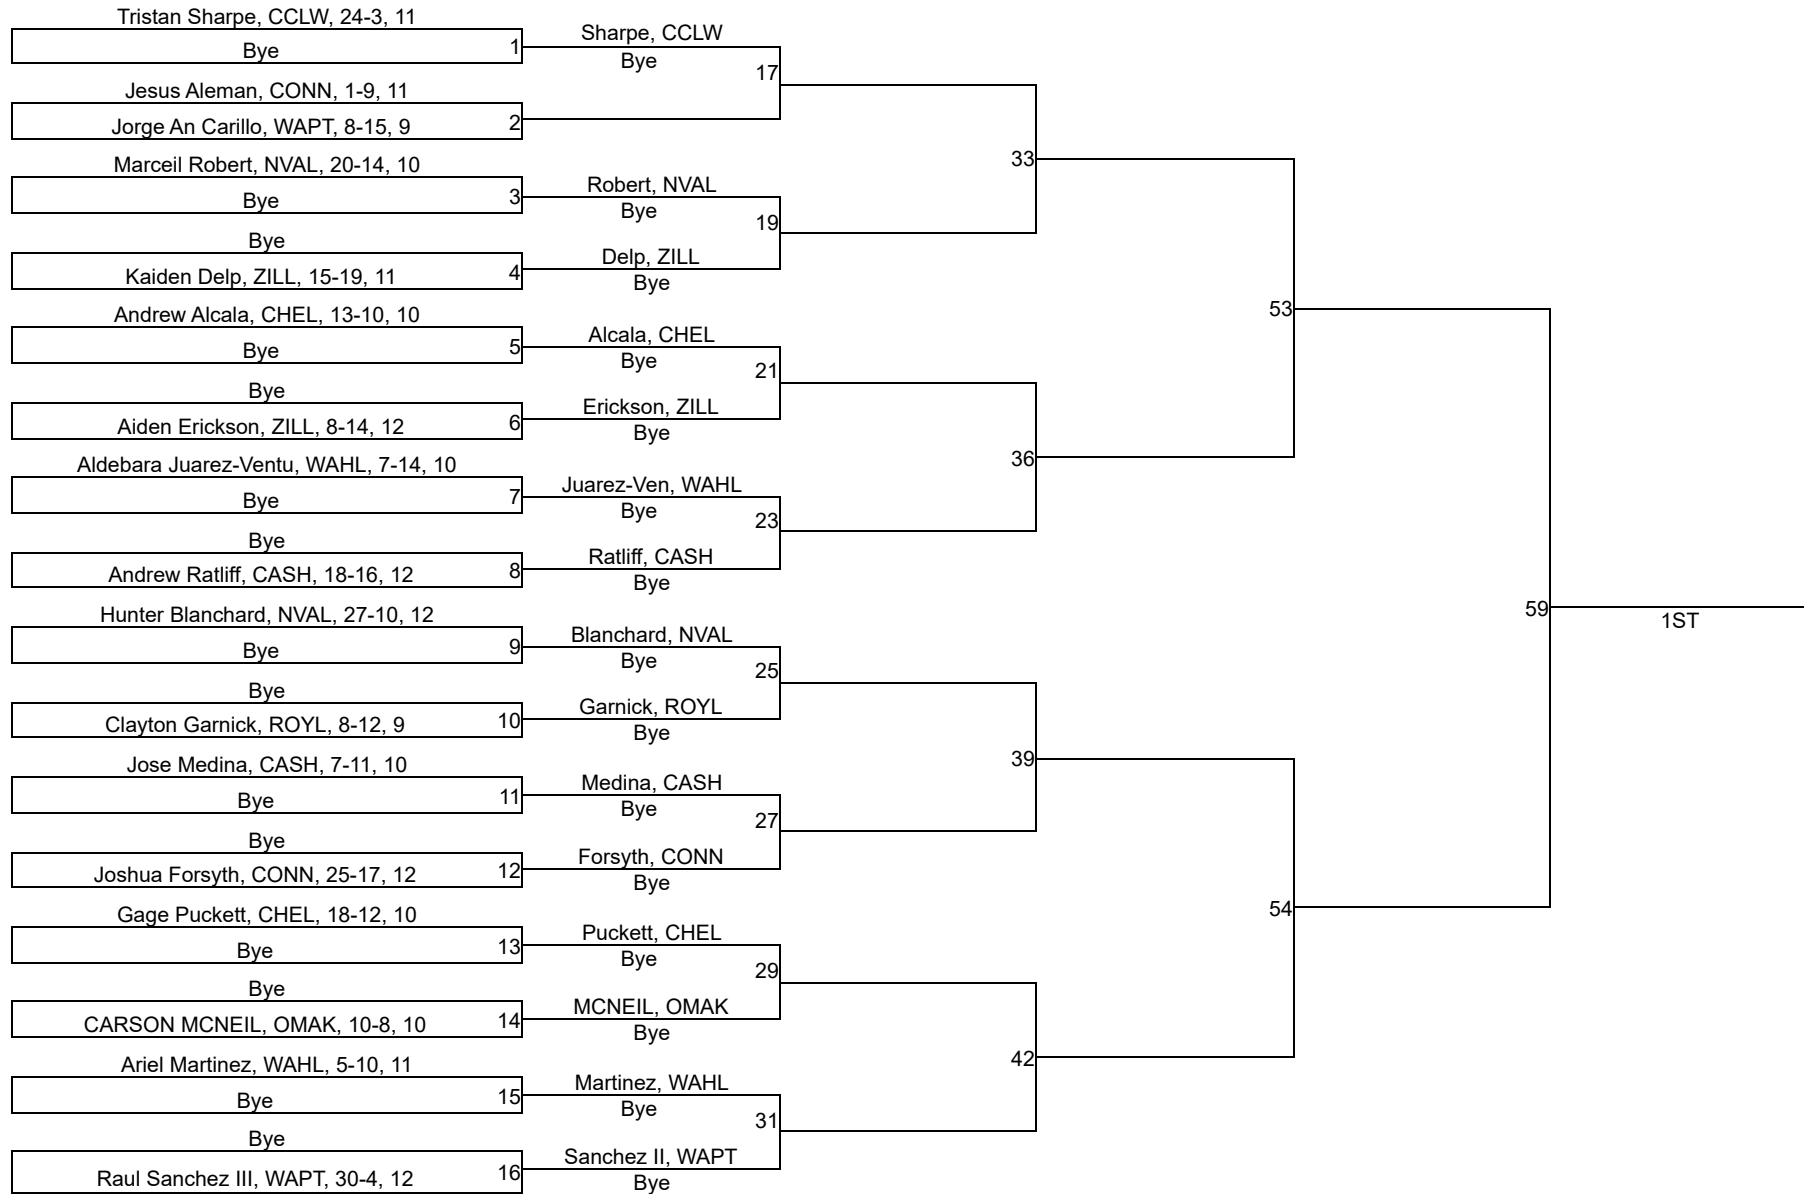 Tristan Sharpe, CCLW, 24-3, 11
Bye
1
Jesus Aleman, CONN, 1-9, 11
Jorge An Carillo, WAPT, 8-15, 9
2
Marceil Robert, NVAL, 20-14, 10
Bye
3
Bye
Kaiden Delp, ZILL, 15-19, 11
4
Andrew Alcala, CHEL, 13-10, 10
Bye
5
Bye
Aiden Erickson, ZILL, 8-14, 12
6
Aldebara Juarez-Ventu, WAHL, 7-14, 10
Bye
7
Bye
Andrew Ratliff, CASH, 18-16, 12
8
Hunter Blanchard, NVAL, 27-10, 12
Bye
9
Bye
Clayton Garnick, ROYL, 8-12, 9
10
Jose Medina, CASH, 7-11, 10
Bye
11
Bye
Joshua Forsyth, CONN, 25-17, 12
12
Gage Puckett, CHEL, 18-12, 10
Bye
13
Bye
CARSON MCNEIL, OMAK, 10-8, 10
14
Ariel Martinez, WAHL, 5-10, 11
Bye
15
Bye
Raul Sanchez III, WAPT, 30-4, 12
16
Sharpe, CCLW
Bye
17
Robert, NVAL
Bye
19
Delp, ZILL
Bye
Alcala, CHEL
Bye
21
Erickson, ZILL
Bye
Juarez-Ven, WAHL
Bye
23
Ratliff, CASH
Bye
Blanchard, NVAL
Bye
25
Garnick, ROYL
Bye
Medina, CASH
Bye
27
Forsyth, CONN
Bye
Puckett, CHEL
Bye
29
MCNEIL, OMAK
Bye
Martinez, WAHL
Bye
31
Sanchez II, WAPT
Bye
33
36
39
42
53
54
59
1ST